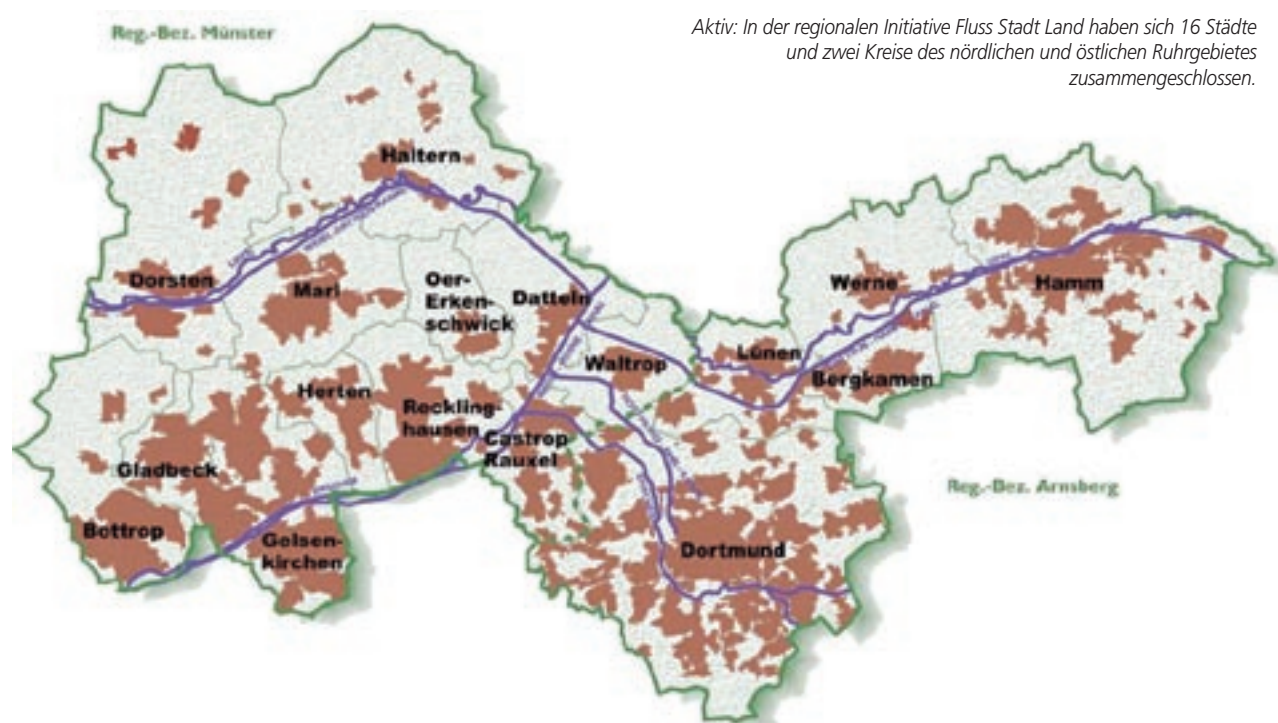 Aktiv: In der regionalen Initiative Fluss Stadt Land haben sich 16 Städte
und zwei Kreise des nördlichen und östlichen Ruhrgebietes
zusammengeschlossen.
Reg.-Bez. Münster
Haltern
Dorsten
Marl
Oer-
Erken-
schwick
Datteln
Werne
Hamm
Waltrop
Lünen
Bergkamen
Herten
Reckling-
hausen
Castrop
Rauxel
Gladbeck
Bottrop
Gelsen-
kirchen
Dortmund
Reg.-Bez. Arnsberg